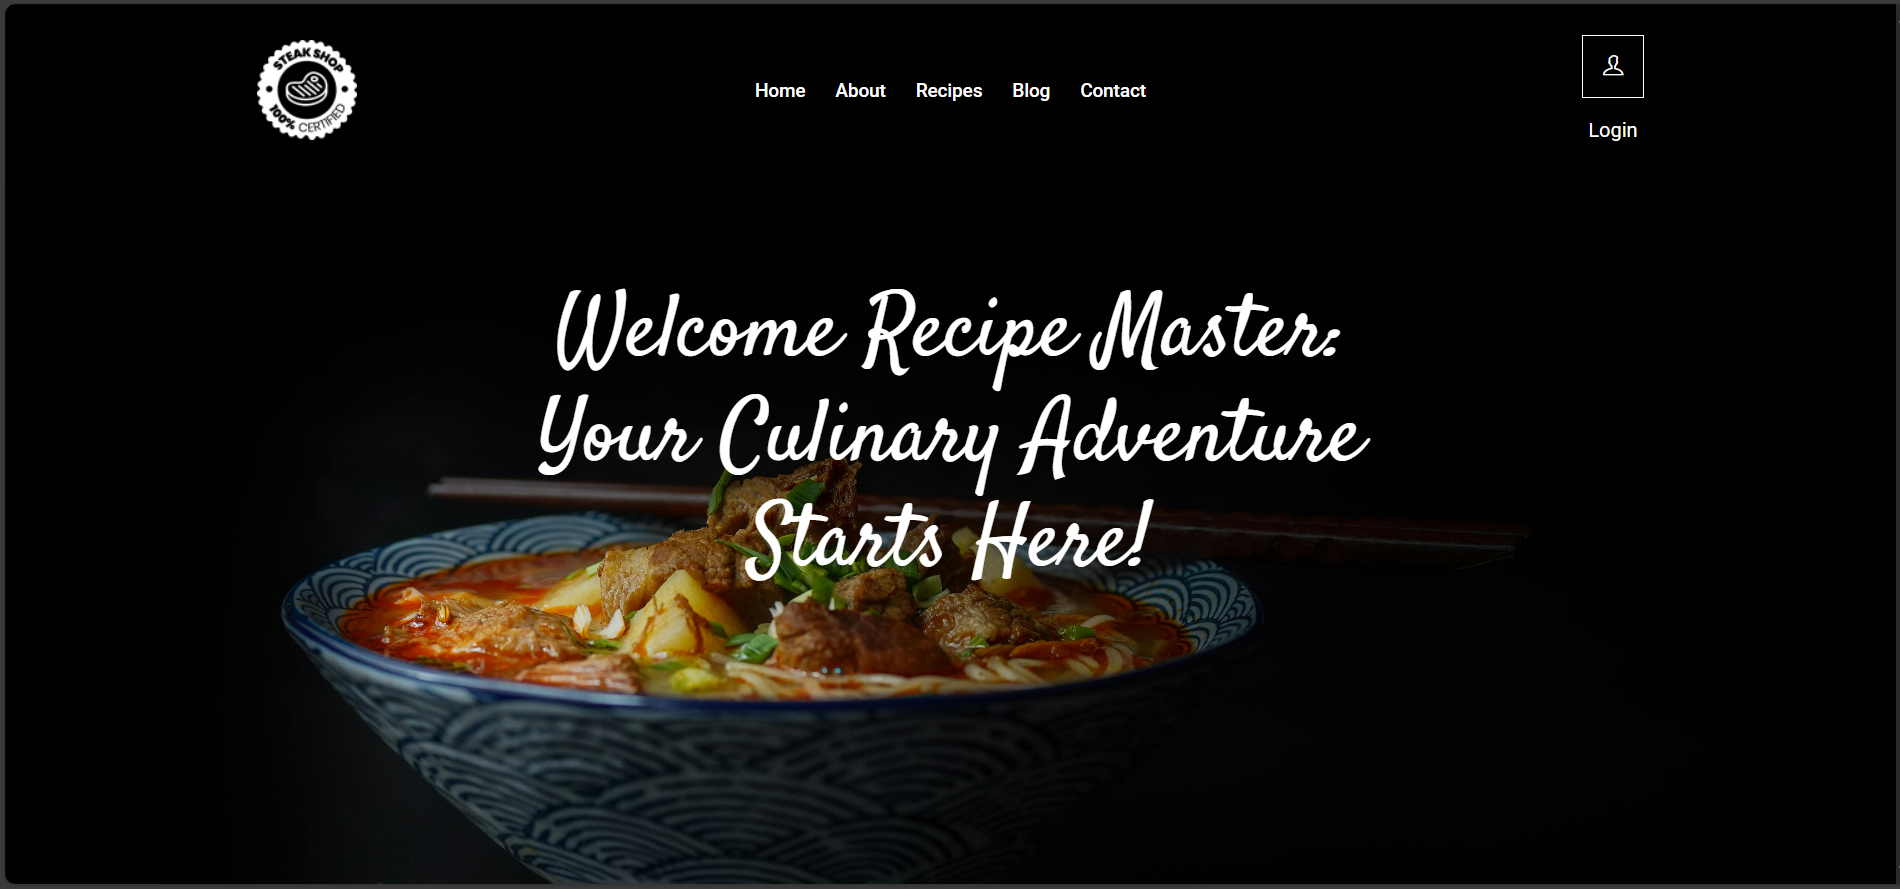 STEAK SHOP
100% CERTIFIED
Home About Recipes Blog Contact
Login
Welcome Recipe Master:
Your Culinary Adventure
Starts Here!